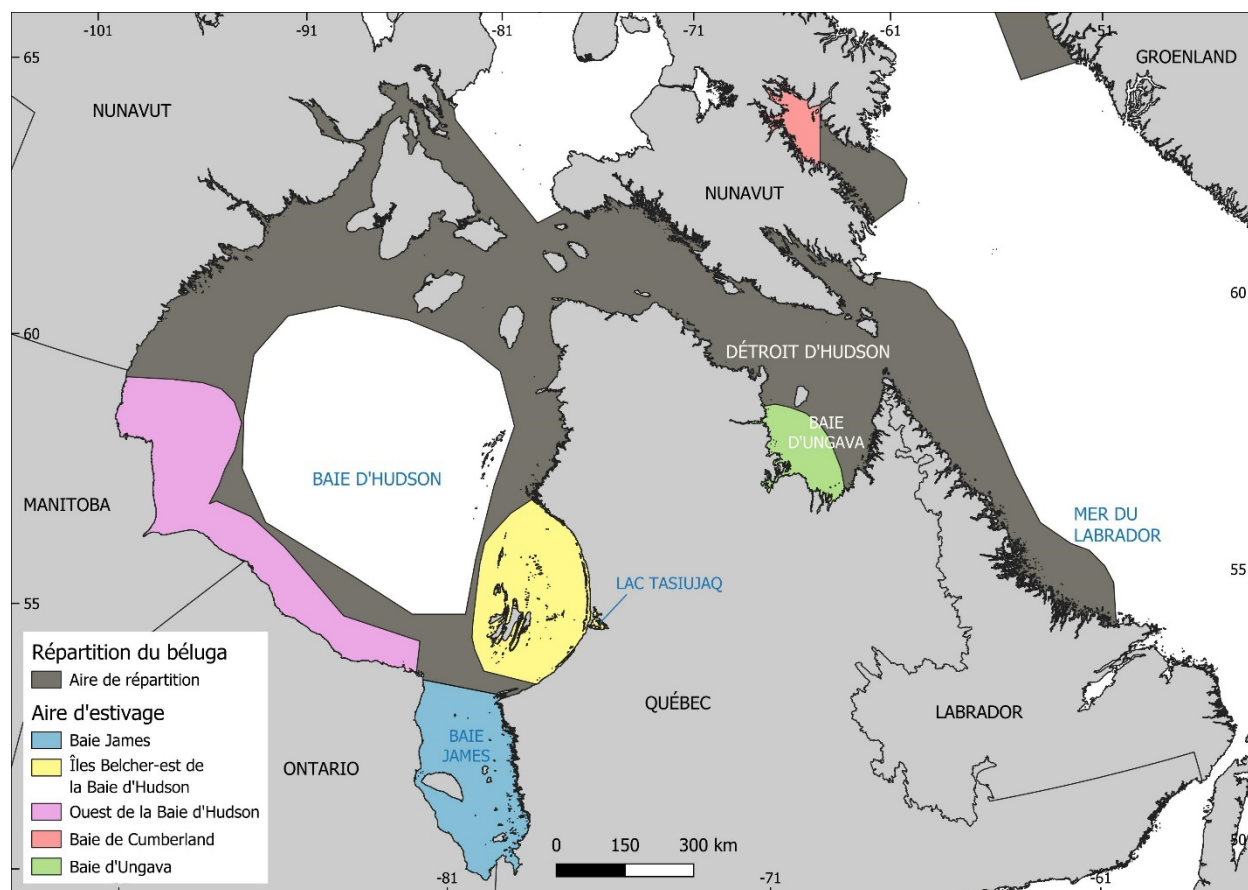 -101
-91
-81
-71
-61
-51
65
GROENLAND
NUNAVUT
NUNAVUT
60
60
DÉTROIT D'HUDSON
BAIE
D'UNGAVA
BAIE D'HUDSON
MANITOBA
MER DU
LABRADOR
LAC TASIUJAQ
55
55
Répartition du béluga
Aire de répartition
Aire d'estivage
Baie James
Îles Belcher-est de
la Baie d'Hudson
Ouest de la Baie d'Hudson
Baie de Cumberland
Baie d'Ungava
QUÉBEC
LABRADOR
BAIE
JAMES
ONTARIO
0 150 300 km
50
-81
-71
-61